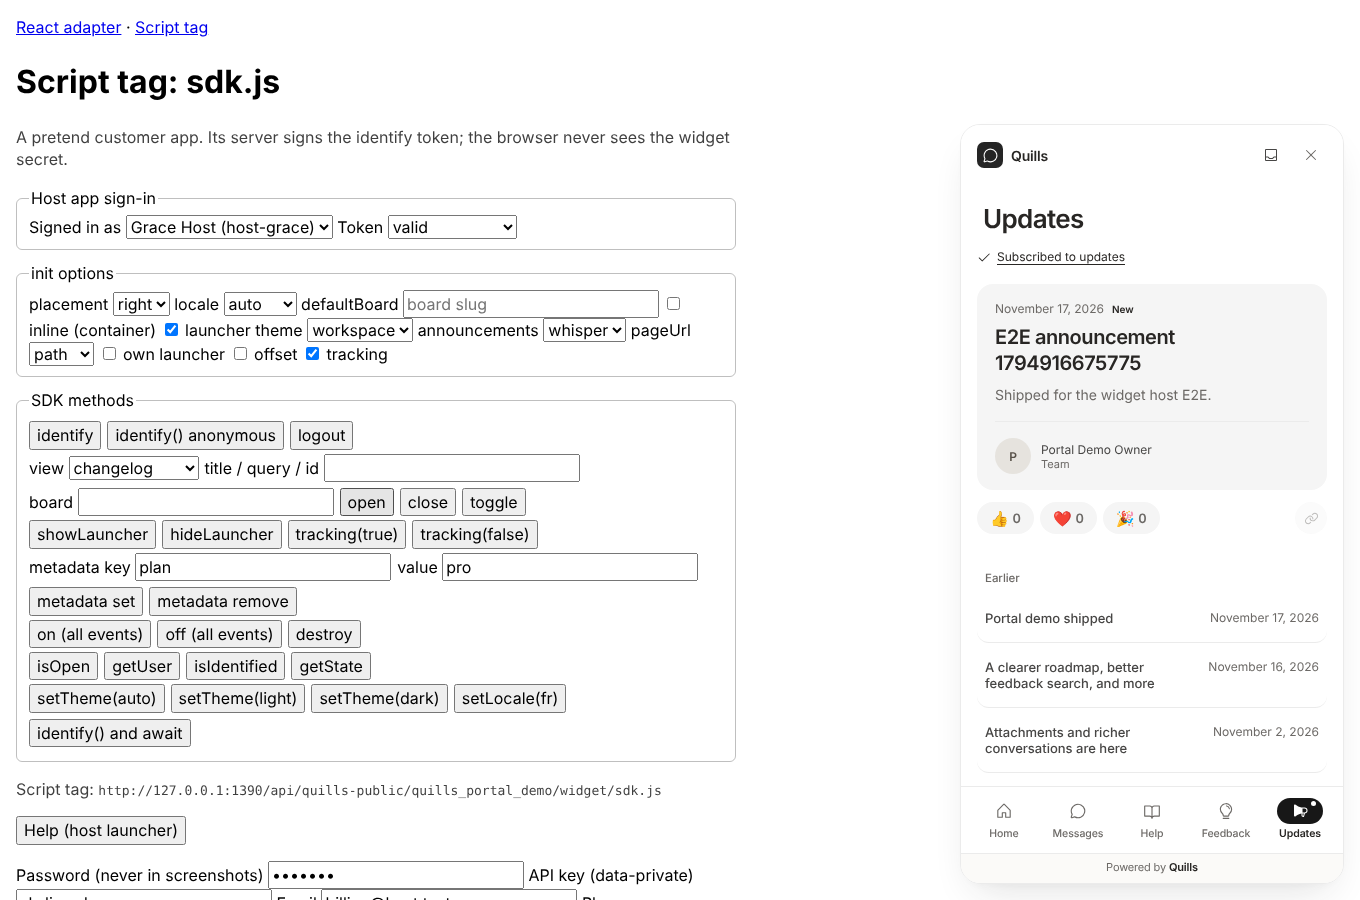 React adapter · Script tag
Script tag: sdk.js
A pretend customer app. Its server signs the identify token; the browser never sees the widget
secret.
Host app sign-in
Signed in as Grace Host (host-grace) Token valid
init options
placement right locale auto defaultBoard board slug
inline (container) launcher theme workspace announcements whisper pageUrl
path own launcher offset tracking
SDK methods
identify identify() anonymous logout
view changelog title / query / id
board open close toggle
showLauncher hideLauncher tracking(true) tracking(false)
metadata key plan value pro
metadata set metadata remove
on (all events) off (all events) destroy
isOpen getUser isIdentified getState
setTheme(auto) setTheme(light) setTheme(dark) setLocale(fr)
identify() and await
Script tag: http://127.0.0.1:1390/api/quills-public/quills_portal_demo/widget/sdk.js
Help (host launcher)
Password (never in screenshots) ••••••• API key (data-private)
Quills
Updates
Subscribed to updates
November 17, 2026 New
E2E announcement
1794916675775
Shipped for the widget host E2E.
P
Portal Demo Owner
Team
👍 0 ❤️ 0 🎉 0
Earlier
Portal demo shipped November 17, 2026
A clearer roadmap, better November 16, 2026
feedback search, and more
Attachments and richer November 2, 2026
conversations are here
Home Messages Help Feedback Updates
Powered by Quills